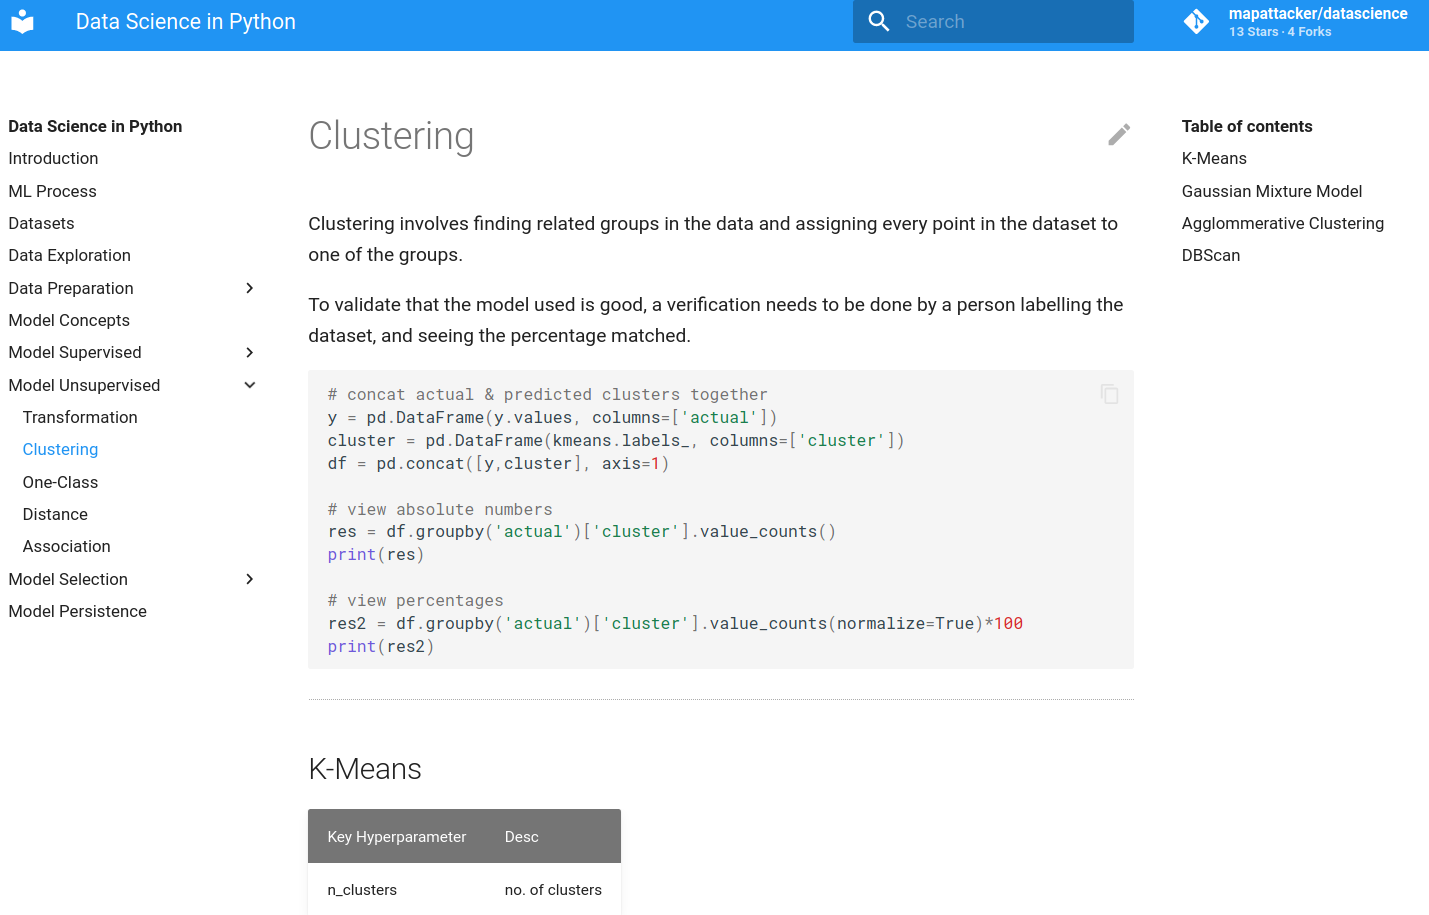 Data Science in Python
Search
mapattacker/datascience
13 Stars · 4 Forks
Data Science in Python
Introduction
ML Process
Datasets
Data Exploration
Data Preparation
Model Concepts
Model Supervised
Model Unsupervised
Transformation
Clustering
One-Class
Distance
Association
Model Selection
Model Persistence
Clustering
Clustering involves finding related groups in the data and assigning every point in the dataset to
one of the groups.
To validate that the model used is good, a verification needs to be done by a person labelling the
dataset, and seeing the percentage matched.
# concat actual & predicted clusters together
y = pd.DataFrame(y.values, columns=['actual'])
cluster = pd.DataFrame(kmeans.labels_, columns=['cluster'])
df = pd.concat([y,cluster], axis=1)
# view absolute numbers
res = df.groupby('actual')['cluster'].value_counts()
print(res)
# view percentages
res2 = df.groupby('actual')['cluster'].value_counts(normalize=True)*100
print(res2)
K-Means
Key Hyperparameter Desc
n_clusters no. of clusters
Table of contents
K-Means
Gaussian Mixture Model
Agglommerative Clustering
DBScan